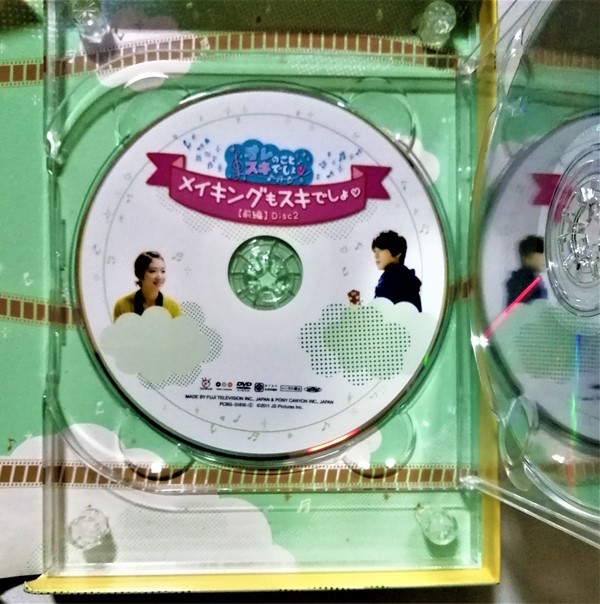 オレのこと
スキでしょ
メイキングもスキでしょ♡
【前編】Disc2
DVD
MADE BY FUJI TELEVISION INC., JAPAN & PONY CANYON INC., JAPAN
©2011 JS Pictures Inc.